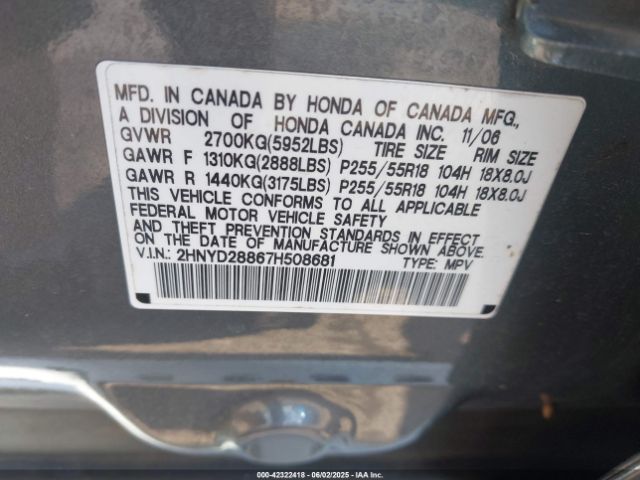 MFD. IN CANADA BY HONDA OF CANADA MFG.,
A DIVISION OF HONDA CANADA INC. 11/06
GVWR 2700KG(5952LBS) TIRE SIZE RIM SIZE
GAWR F 1310KG(2888LBS) P255/55R18 104H 18X8.0J
GAWR R 1440KG(3175LBS) P255/55R18 104H 18X8.0J
THIS VEHICLE CONFORMS TO ALL APPLICABLE
FEDERAL MOTOR VEHICLE SAFETY
AND THEFT PREVENTION STANDARDS IN EFFECT
ON THE DATE OF MANUFACTURE SHOWN ABOVE.
V.I.N.: 2HNYD28867H508681 TYPE: MPV
000-42322418 - 06/02/2025 - IAA Inc.